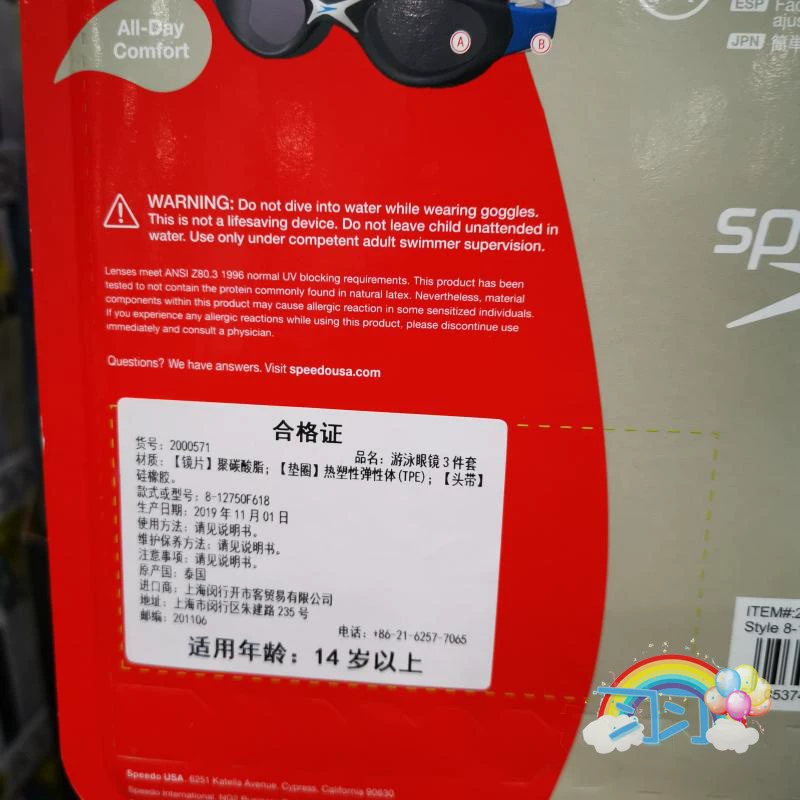 All-Day
Comfort
A
B
ESP
JPN 簡単
WARNING: Do not dive into water while wearing goggles.
This is not a lifesaving device. Do not leave child unattended in
water. Use only under competent adult swimmer supervision.
Lenses meet ANSI Z80.3 1996 normal UV blocking requirements. This product has been
tested to not contain the protein commonly found in natural latex. Nevertheless, material
components within this product may cause allergic reaction in some sensitized individuals.
If you experience any allergic reactions while using this product, please discontinue use
immediately and consult a physician.
Questions? We have answers. Visit speedousa.com
合格证
货号：2000571
品名：游泳眼镜3件套
材质：【镜片】聚碳酸脂；【垫圈】热塑性弹性体(TPE)；【头带】
硅橡胶。
款式或型号：8-12750F618
生产日期：2019年11月01日
使用方法：请见说明书。
维护保养方法：请见说明书。
注意事项：请见说明书。
原产国：泰国
进口商：上海闵行开市客贸易有限公司
地址：上海市闵行区朱建路235号
邮编：201106
电话：+86-21-6257-7065
适用年龄：14岁以上
ITEM#:2
Style 8-
Speedo USA, 6251 Katella Avenue, Cypress, California 90630
Speedo International,
习习